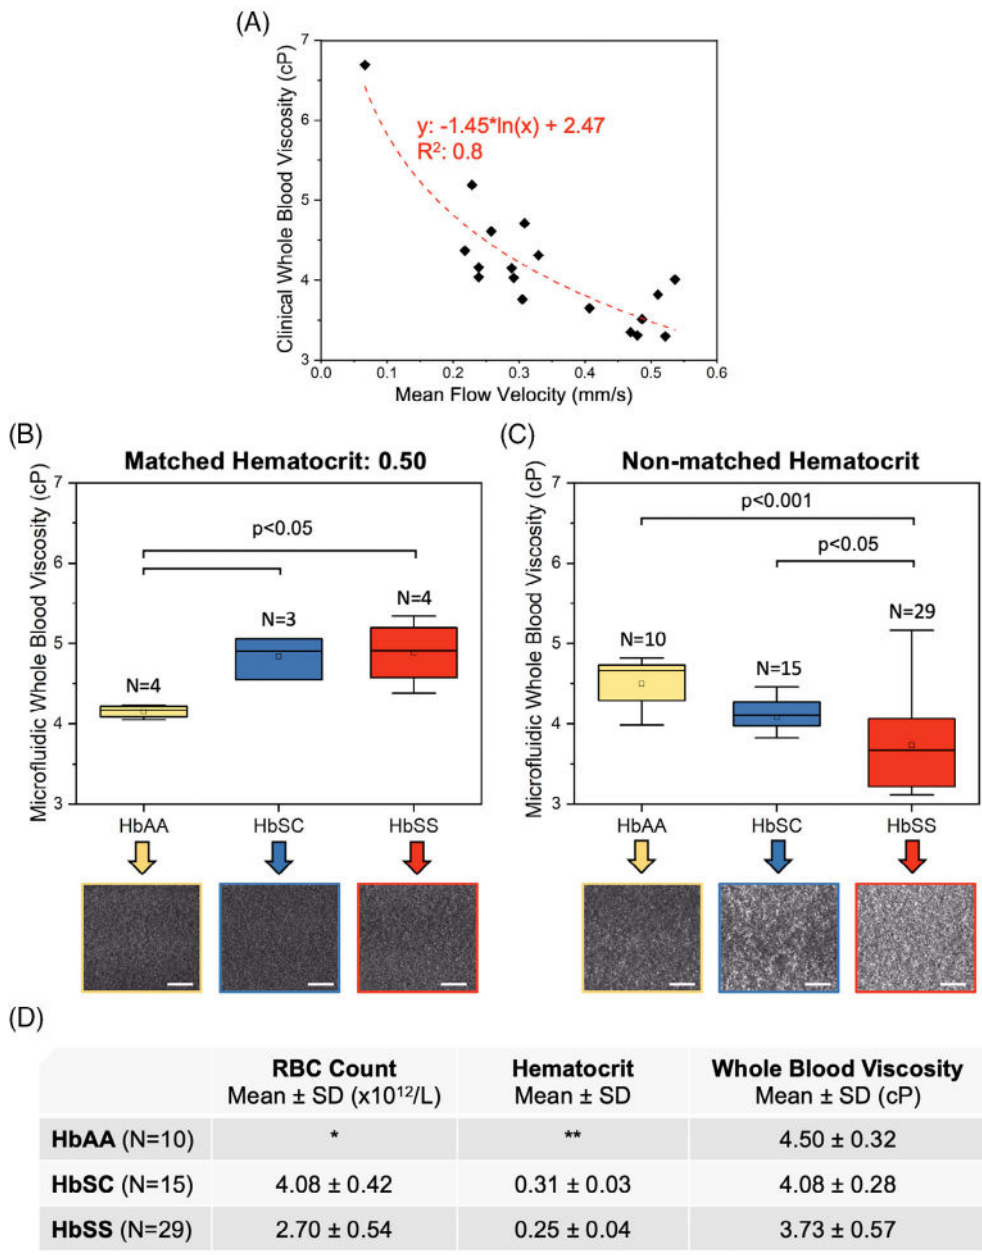 (A)
7
6
5
4
3
Clinical Whole Blood Viscosity (cP)
y: -1.45*ln(x) + 2.47
R²: 0.8
0.0 0.1 0.2 0.3 0.4 0.5 0.6
Mean Flow Velocity (mm/s)
(B)
Matched Hematocrit: 0.50
7
6
5
4
3
Microfluidic Whole Blood Viscosity (cP)
p<0.05
N=4
N=3
N=4
HbAA HbSC HbSS
(C)
Non-matched Hematocrit
7
6
5
4
3
Microfluidic Whole Blood Viscosity (cP)
p<0.001
p<0.05
N=10
N=15
N=29
HbAA HbSC HbSS
(D)
RBC Count Hematocrit Whole Blood Viscosity
Mean ± SD (x10¹²/L) Mean ± SD Mean ± SD (cP)
HbAA (N=10) * ** 4.50 ± 0.32
HbSC (N=15) 4.08 ± 0.42 0.31 ± 0.03 4.08 ± 0.28
HbSS (N=29) 2.70 ± 0.54 0.25 ± 0.04 3.73 ± 0.57